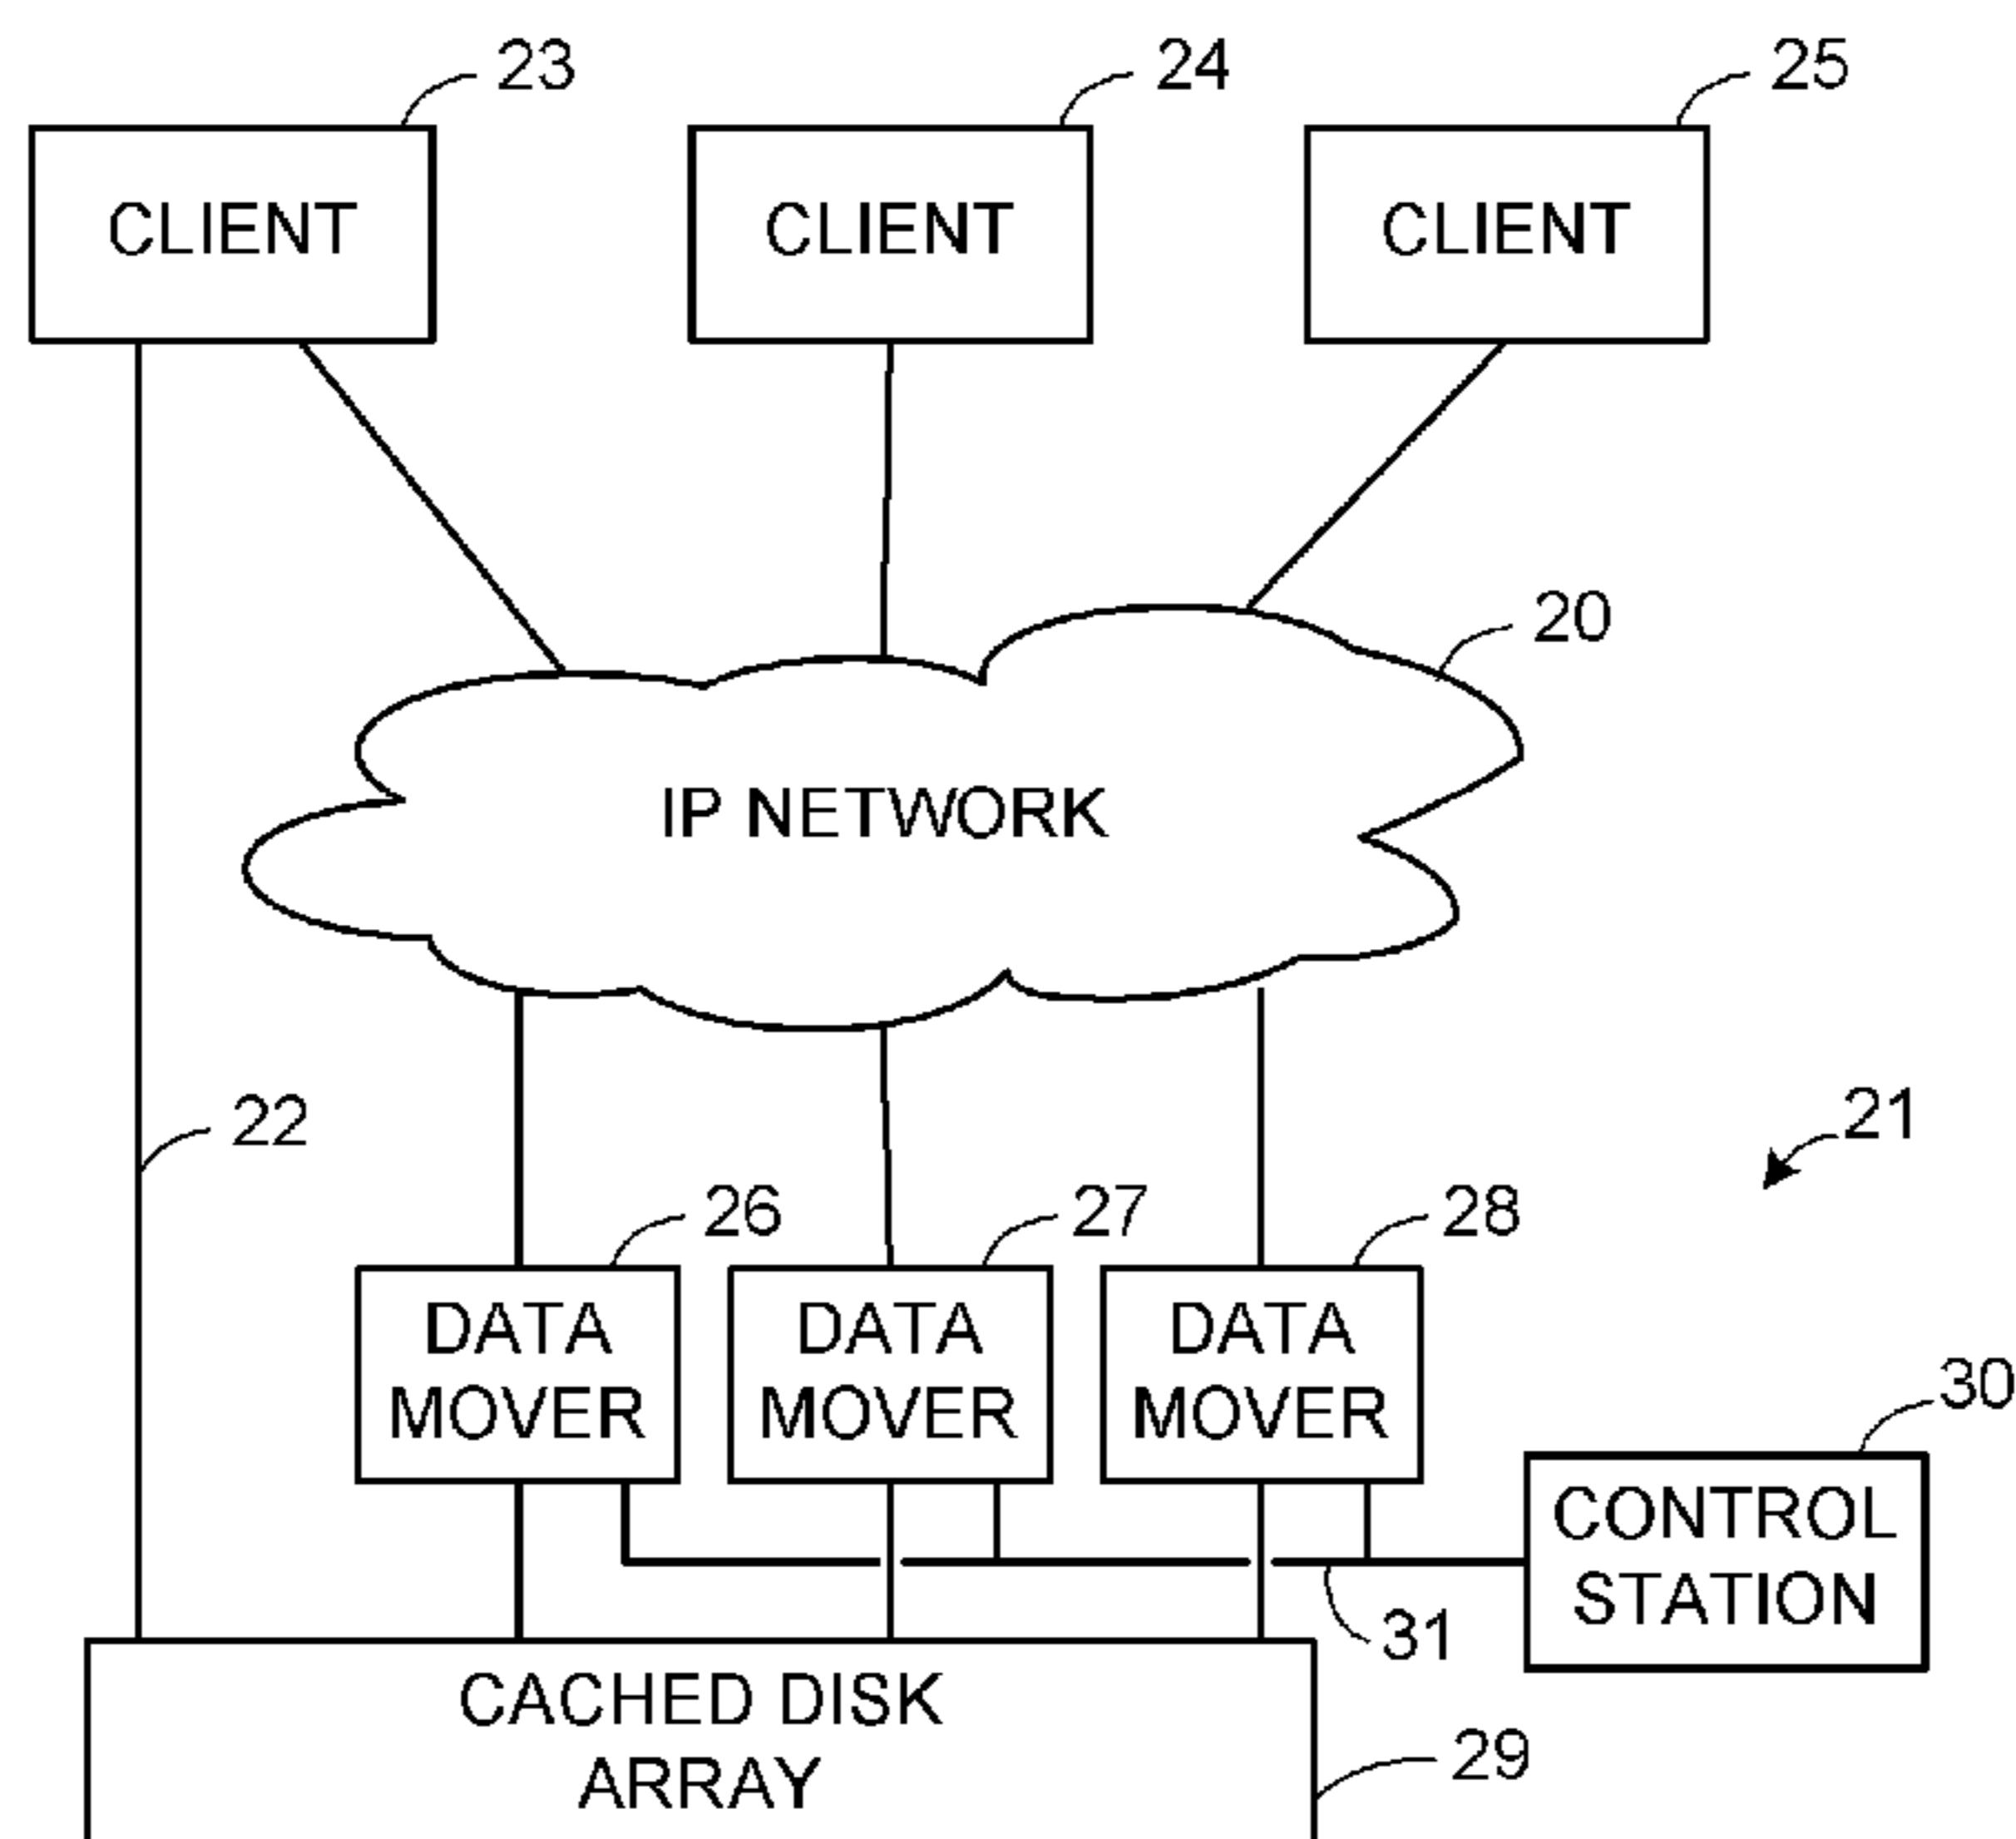 23
24
25
CLIENT
CLIENT
CLIENT
20
IP NETWORK
22
21
26
27
28
DATA
MOVER
DATA
MOVER
DATA
MOVER
30
CONTROL
STATION
31
CACHED DISK
ARRAY
29